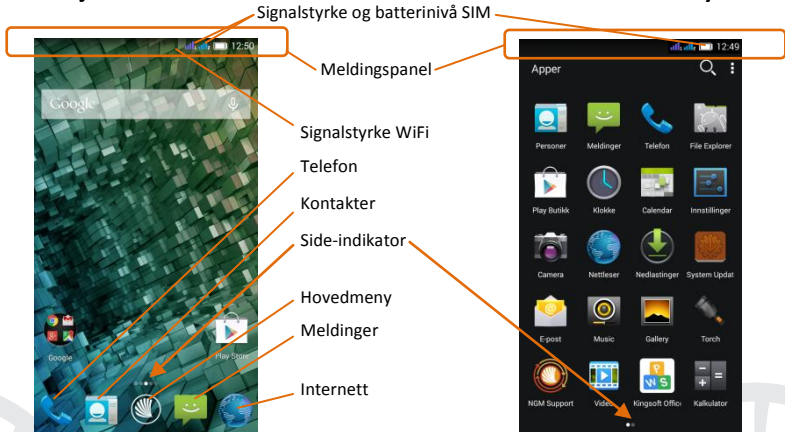 Signalstyrke og batterinivå SIM
12:50
12:49
Meldingspanel
Apper
Google
Signalstyrke WiFi
Telefon
Kontakter
Side-indikator
Hovedmeny
Meldinger
Internett
Google
Play Store
Personer Meldinger Telefon File Explorer
Play Butikk Klokke Calendar Innstillinger
Camera Nettleser Nedlastinger System Updat
E-post Music Gallery Torch
W P S
NGM Support Video Kingsoft Offic Kalkulator